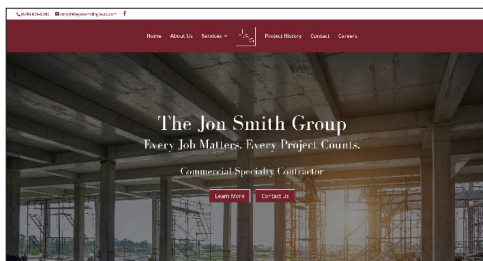 Home About Us Services Project History Contact Careers
The Jon Smith Group
Every Job Matters. Every Project Counts.
Commercial Specialty Contractor
Learn More Contact Us